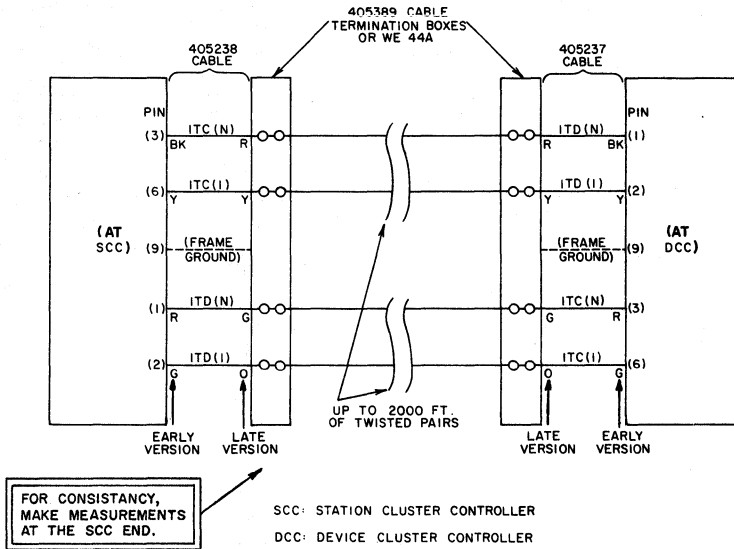 405389 CABLE
TERMINATION BOXES
OR WE 44A
405238
CABLE
405237
CABLE
PIN
PIN
(3) ITC(N) ITD(N) (1)
BK R R BK
(6) ITC(1) ITD(1) (2)
Y Y Y Y
(AT
SCC)
(9) (FRAME
GROUND)
(FRAME
GROUND) (9)
(AT
DCC)
(1) ITD(N) ITC(N) (3)
R G G R
(2) ITD(1) ITC(1) (6)
G O O G
EARLY
VERSION
LATE
VERSION
UP TO 2000 FT.
OF TWISTED PAIRS
LATE
VERSION
EARLY
VERSION
FOR CONSISTANCY,
MAKE MEASUREMENTS
AT THE SCC END.
SCC: STATION CLUSTER CONTROLLER
DCC: DEVICE CLUSTER CONTROLLER